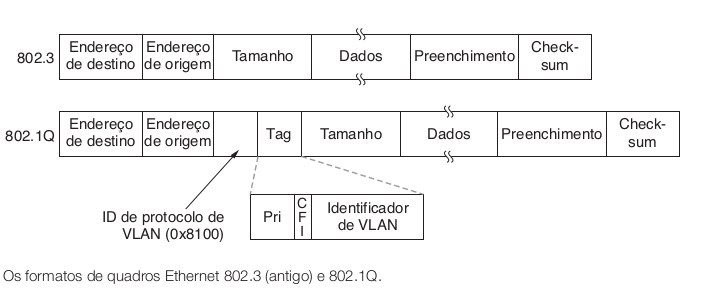 802.3
Endereço
de destino
Endereço
de origem
Tamanho
Dados
Preenchimento
Check-
sum
802.1Q
Endereço
de destino
Endereço
de origem
Tag
Tamanho
Dados
Preenchimento
Check-
sum
ID de protocolo de
VLAN (0x8100)
Pri
C
F
I
Identificador
de VLAN
Os formatos de quadros Ethernet 802.3 (antigo) e 802.1Q.